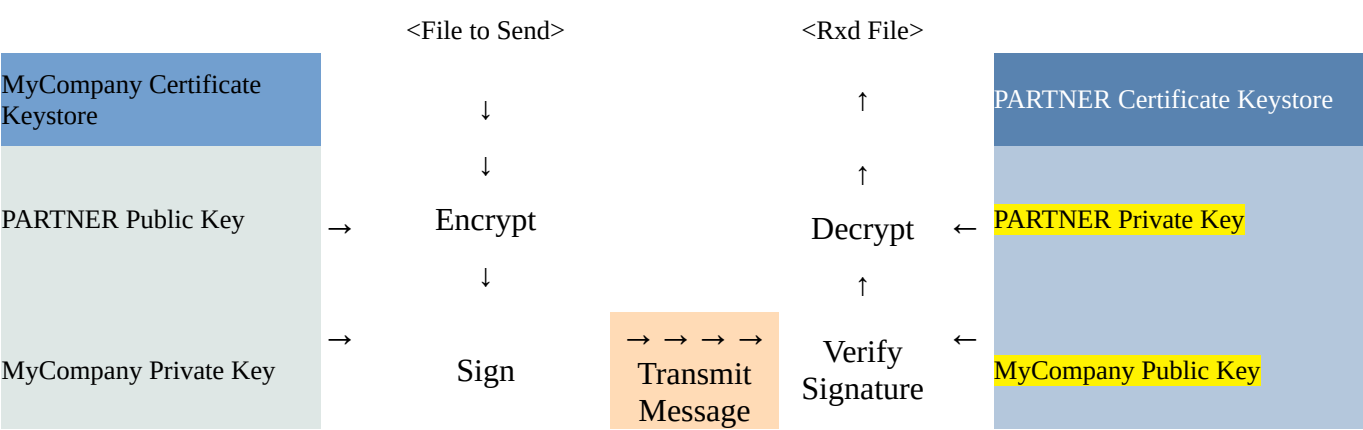 <File to Send>
<Rxd File>
MyCompany Certificate
Keystore
PARTNER Certificate Keystore
↓
↑
↓
↑
PARTNER Public Key
→
Encrypt
Decrypt
←
PARTNER Private Key
↓
↑
MyCompany Private Key
→
Sign
→ → → →
Transmit
Message
Verify
Signature
←
MyCompany Public Key